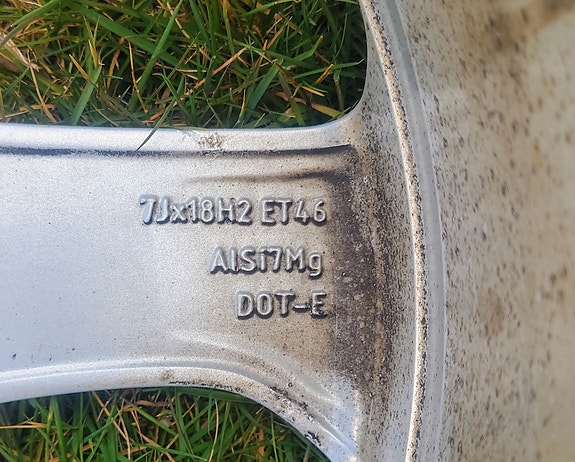 7Jx18H2 ET46
AlSi7Mg
DOT-E